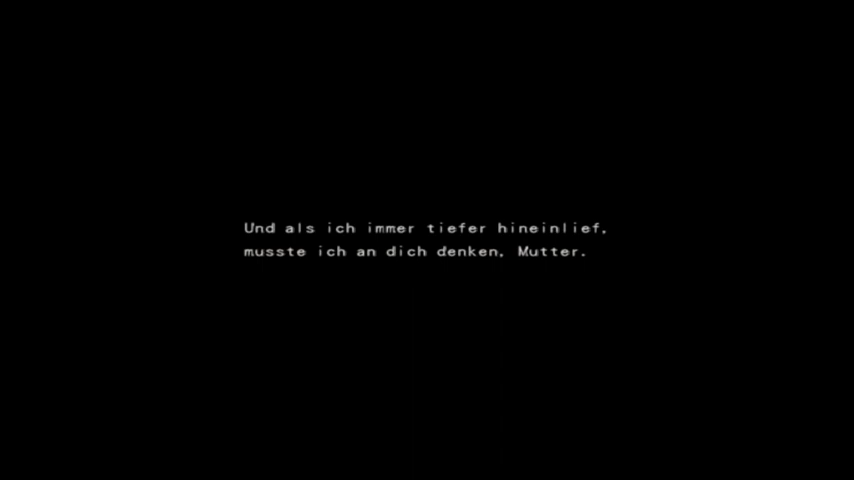 Und als ich immer tiefer hineinlief,
musste ich an dich denken, Mutter.